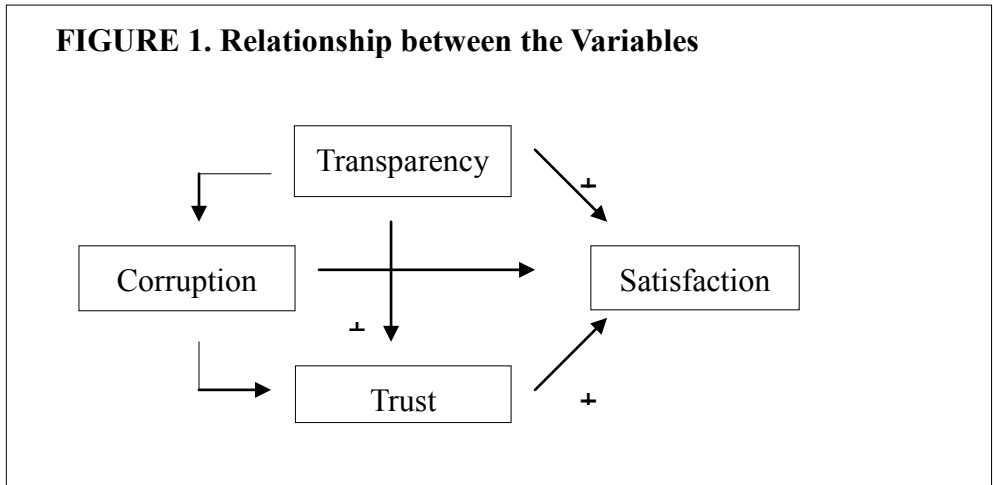 FIGURE 1. Relationship between the Variables
Transparency
+
Corruption
Satisfaction
+
Trust
+